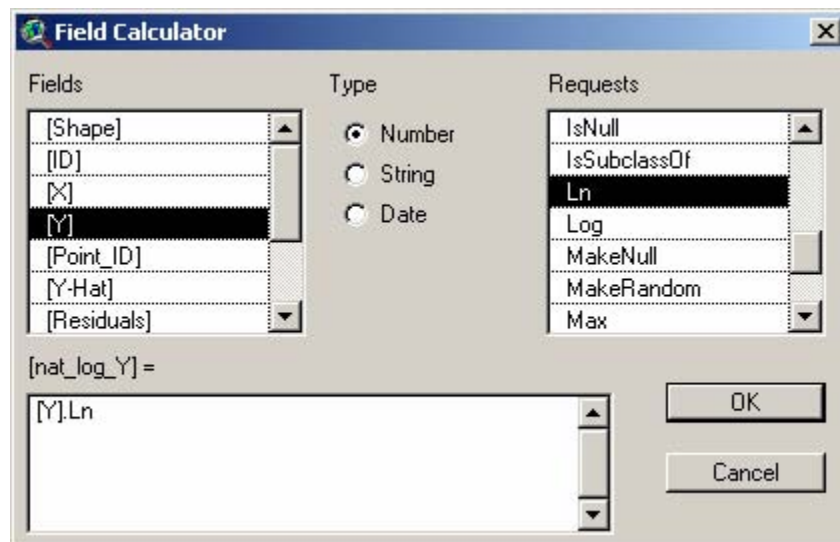 Field Calculator
Fields
Type
Requests
[Shape]
[ID]
[X]
[Y]
[Point_ID]
[Y-Hat]
[Residuals]
Number
String
Date
IsNull
IsSubclassOf
Ln
Log
MakeNull
MakeRandom
Max
[nat_log_Y] =
[Y].Ln
OK
Cancel